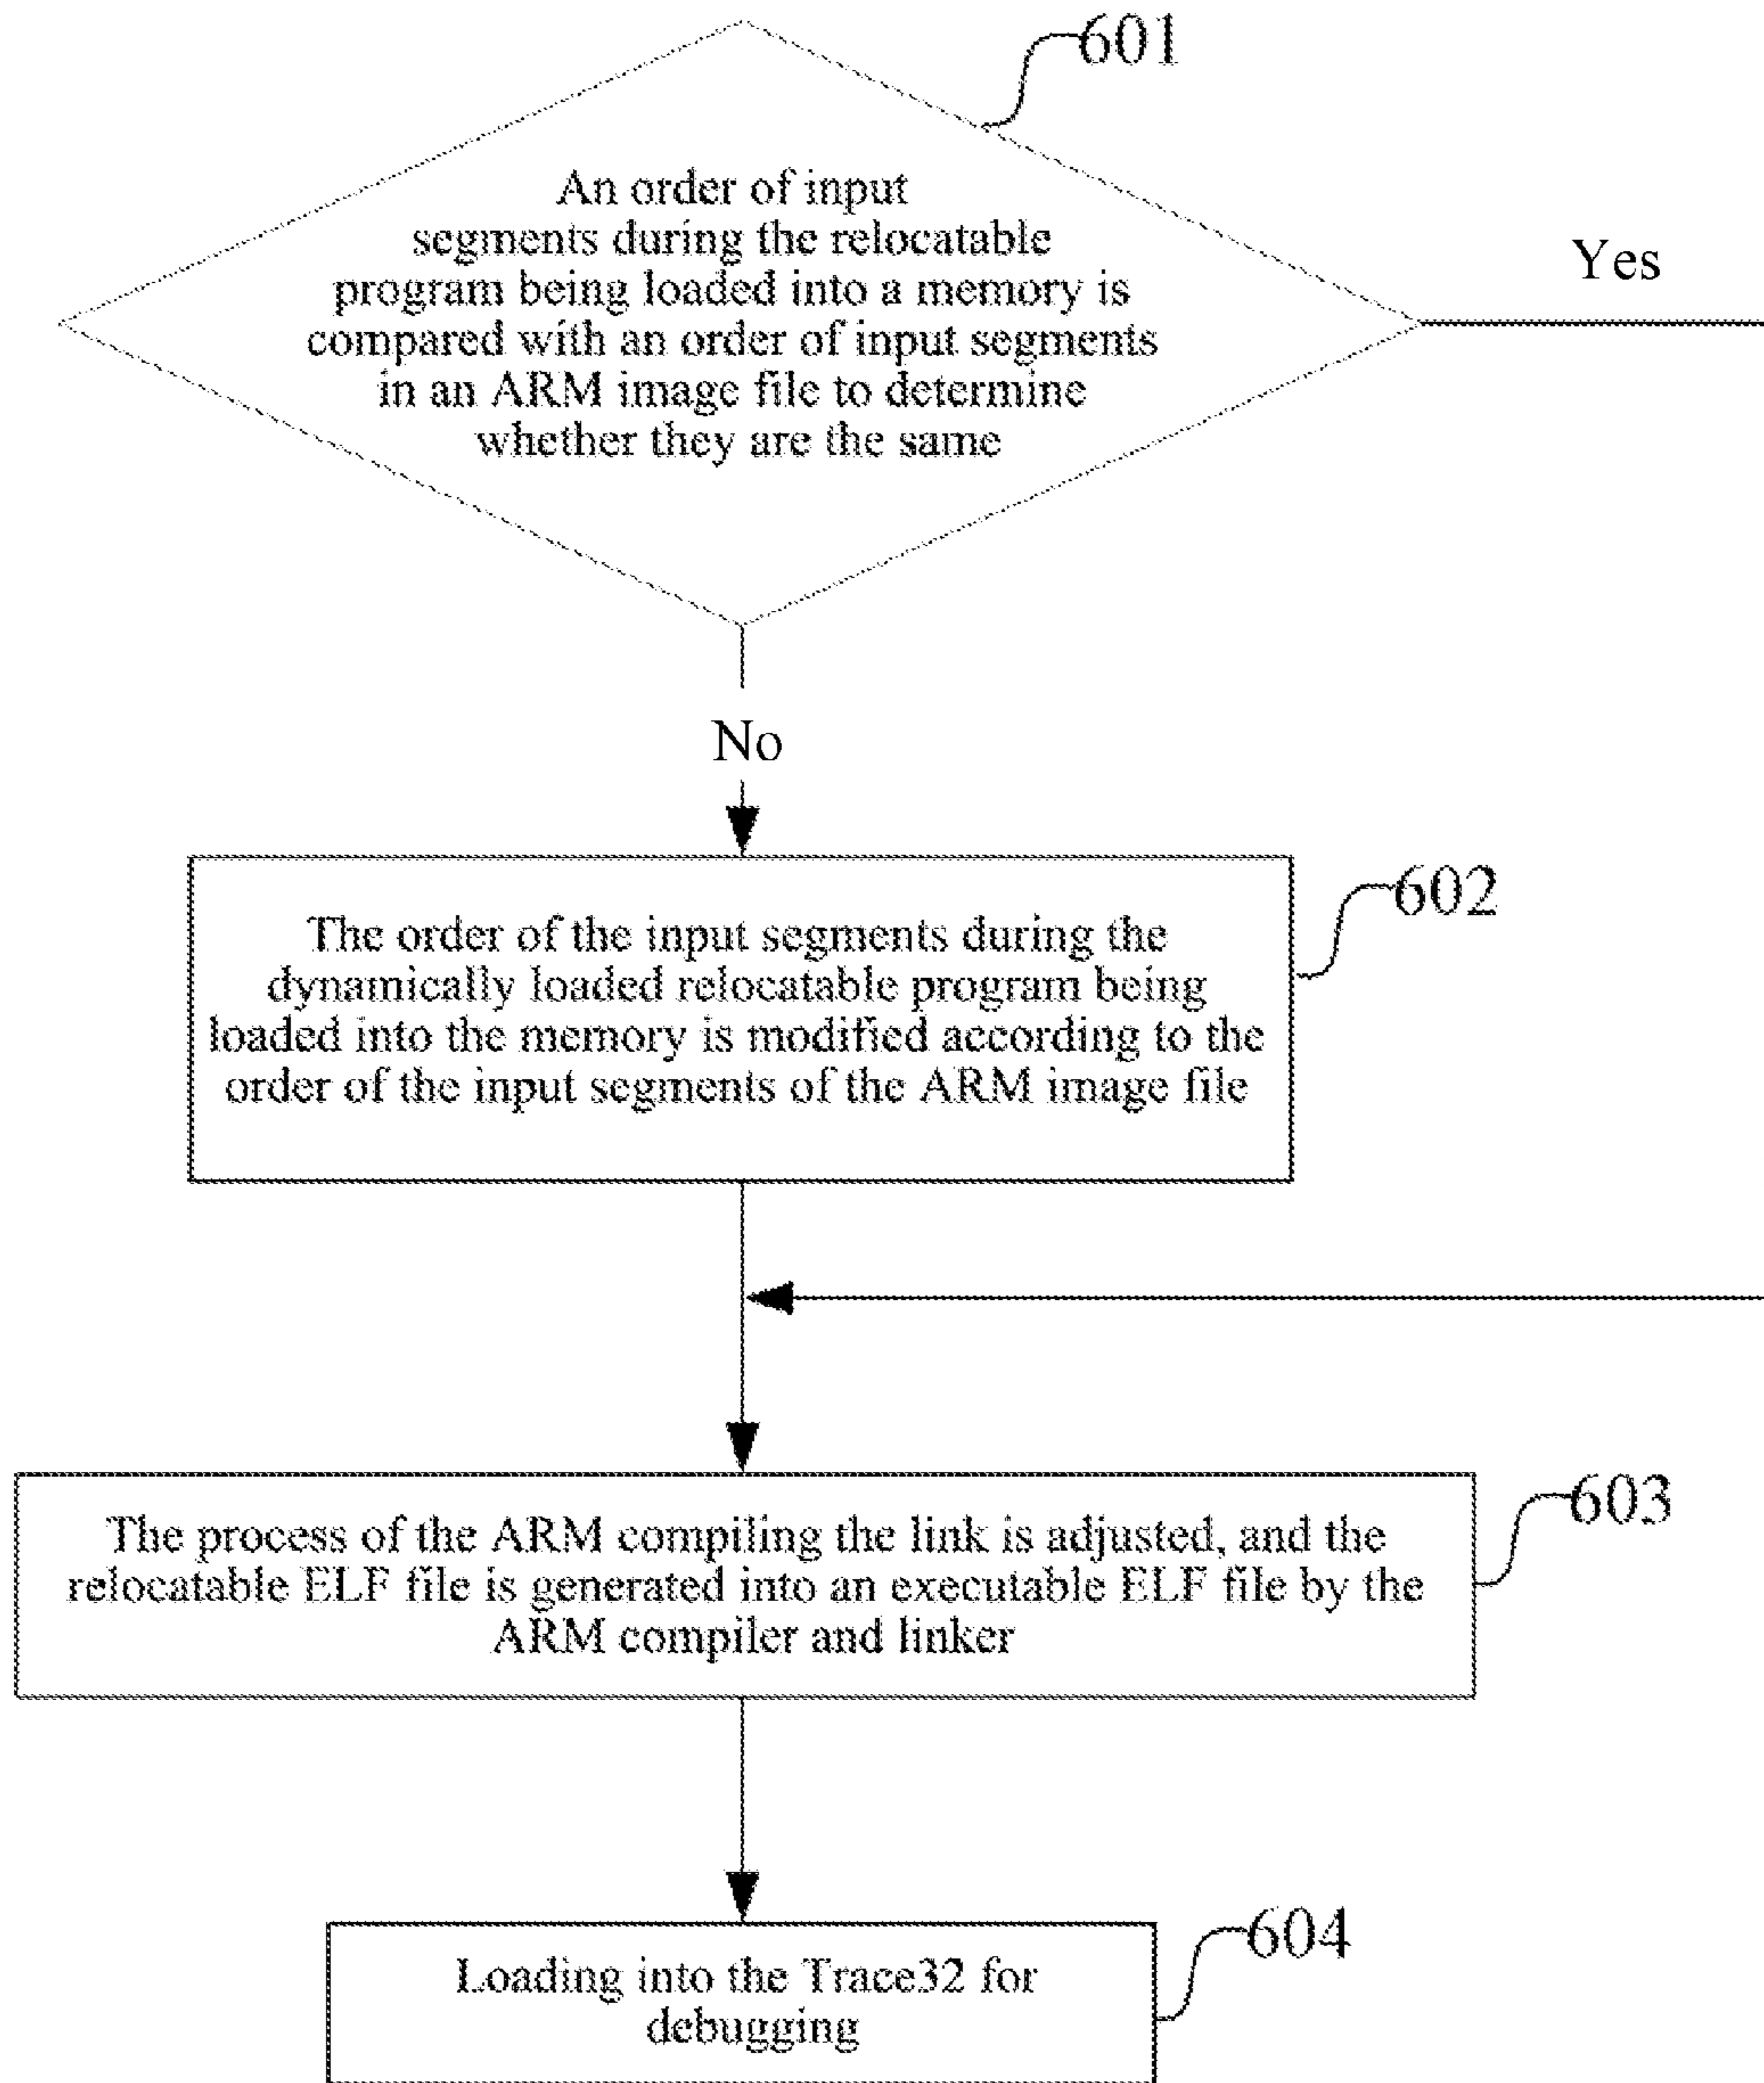 601
An order of input
segments during the relocatable
program being loaded into a memory is
compared with an order of input segments
in an ARM image file to determine
whether they are the same
Yes
No
602
The order of the input segments during the
dynamically loaded relocatable program being
loaded into the memory is modified according to the
order of the input segments of the ARM image file
603
The process of the ARM compiling the link is adjusted, and the
relocatable ELF file is generated into an executable ELF file by the
ARM compiler and linker
604
Loading into the Trace32 for
debugging